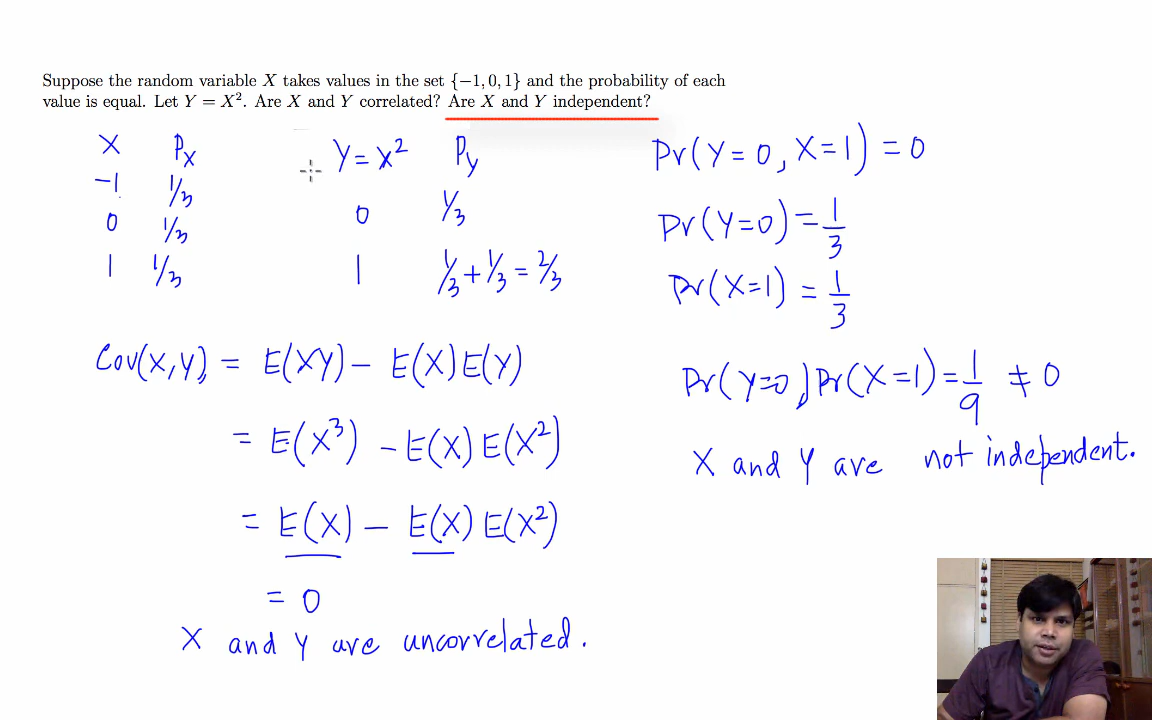 Suppose the random variable X takes values in the set {−1, 0, 1} and the probability of each
value is equal. Let Y = X². Are X and Y correlated? Are X and Y independent?
X P_X
-1 1/3
0 1/3
1 1/3
Y = X² P_Y
0 1/3
1 1/3 + 1/3 = 2/3
Cov(X,Y) = E(XY) − E(X)E(Y)
= E(X³) − E(X)E(X²)
= E(X) − E(X)E(X²)
= 0
X and Y are uncorrelated.
Pr(Y=0, X=1) = 0
Pr(Y=0) = 1/3
Pr(X=1) = 1/3
Pr(Y=0)Pr(X=1) = 1/9 ≠ 0
X and Y are not independent.